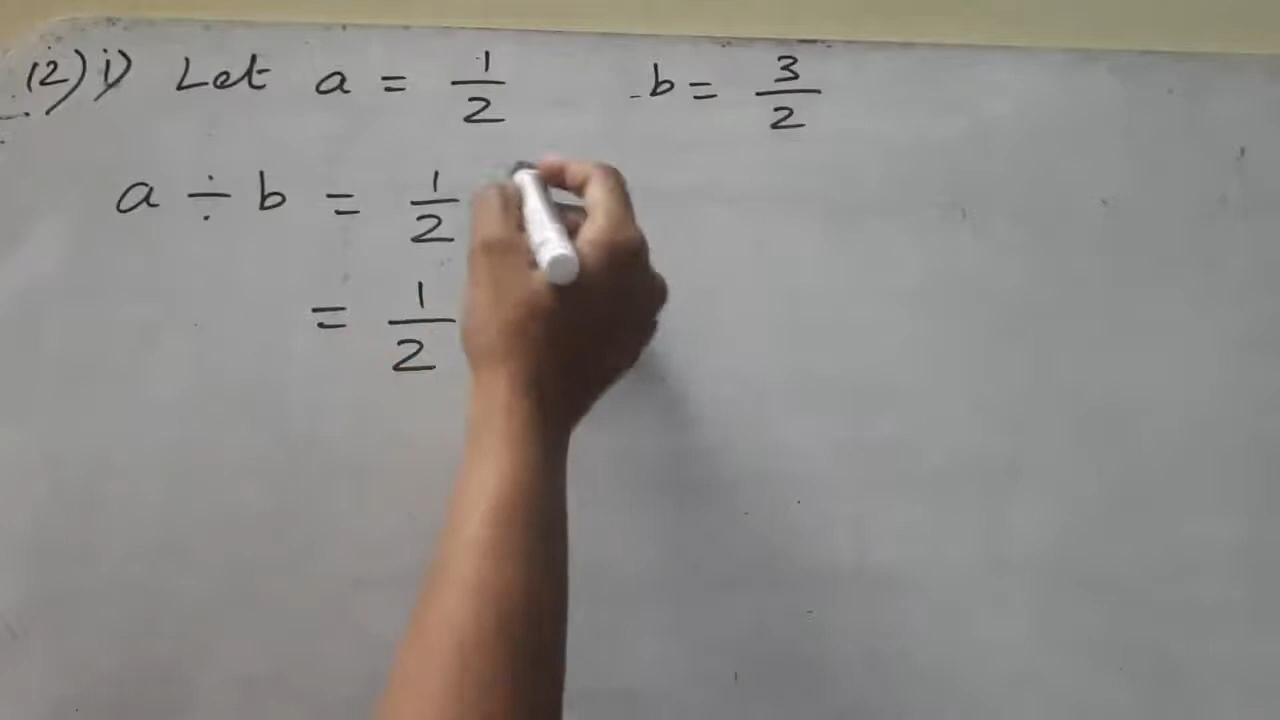 12) i) Let a = 1/2 b = 3/2
a ÷ b = 1/2
= 1/2